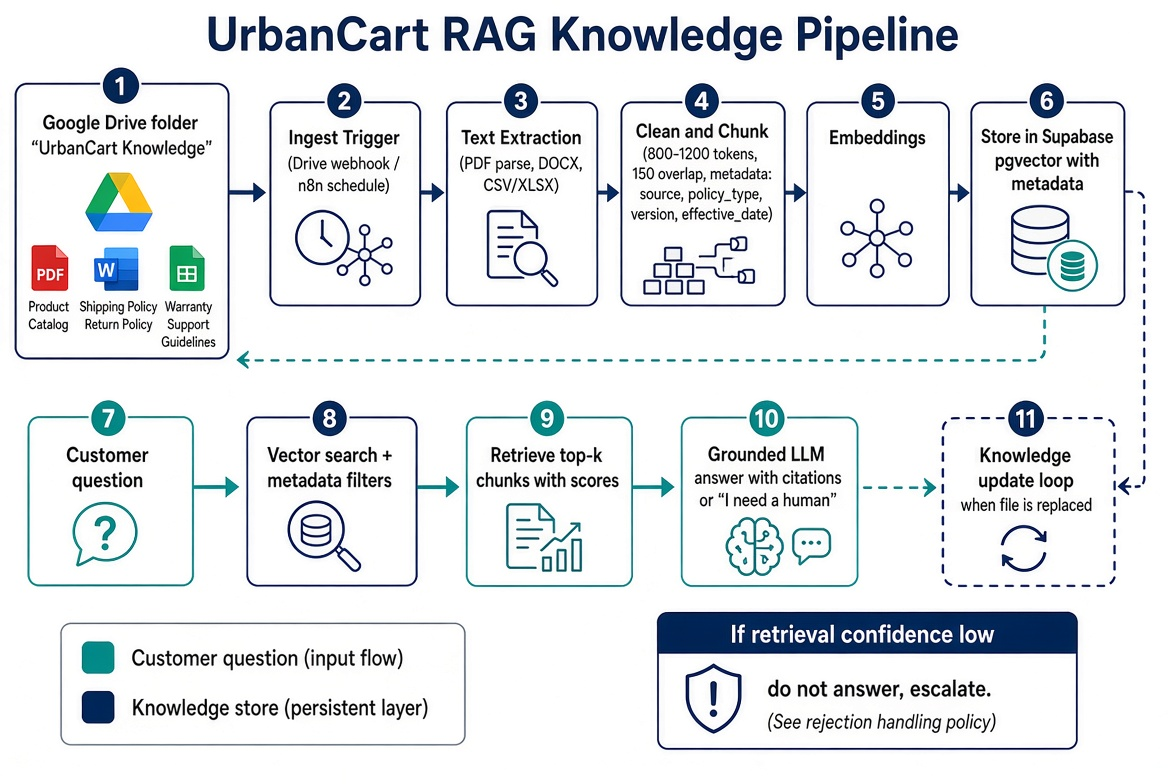 UrbanCart RAG Knowledge Pipeline
1
Google Drive folder
“UrbanCart Knowledge”
PDF
W
Product
Catalog
Shipping Policy
Return Policy
Warranty
Support
Guidelines
2
Ingest Trigger
(Drive webhook /
n8n schedule)
3
Text Extraction
(PDF parse, DOCX,
CSV/XLSX)
4
Clean and Chunk
(800–1200 tokens,
150 overlap, metadata:
source, policy_type,
version, effective_date)
5
Embeddings
6
Store in Supabase
pgvector with
metadata
7
Customer
question
?
8
Vector search +
metadata filters
9
Retrieve top-k
chunks with scores
10
Grounded LLM
answer with citations
or “I need a human”
11
Knowledge
update loop
when file is replaced
Customer question (input flow)
Knowledge store (persistent layer)
If retrieval confidence low
!
do not answer, escalate.
(See rejection handling policy)